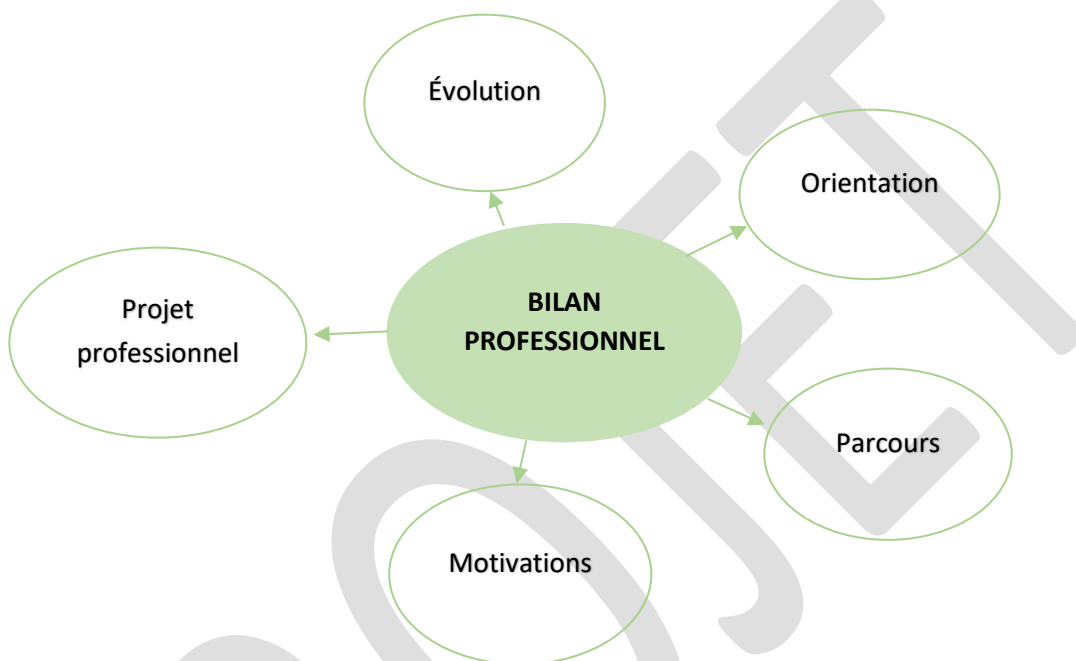 Évolution
Orientation
BILAN
PROFESSIONNEL
Projet
professionnel
Parcours
Motivations